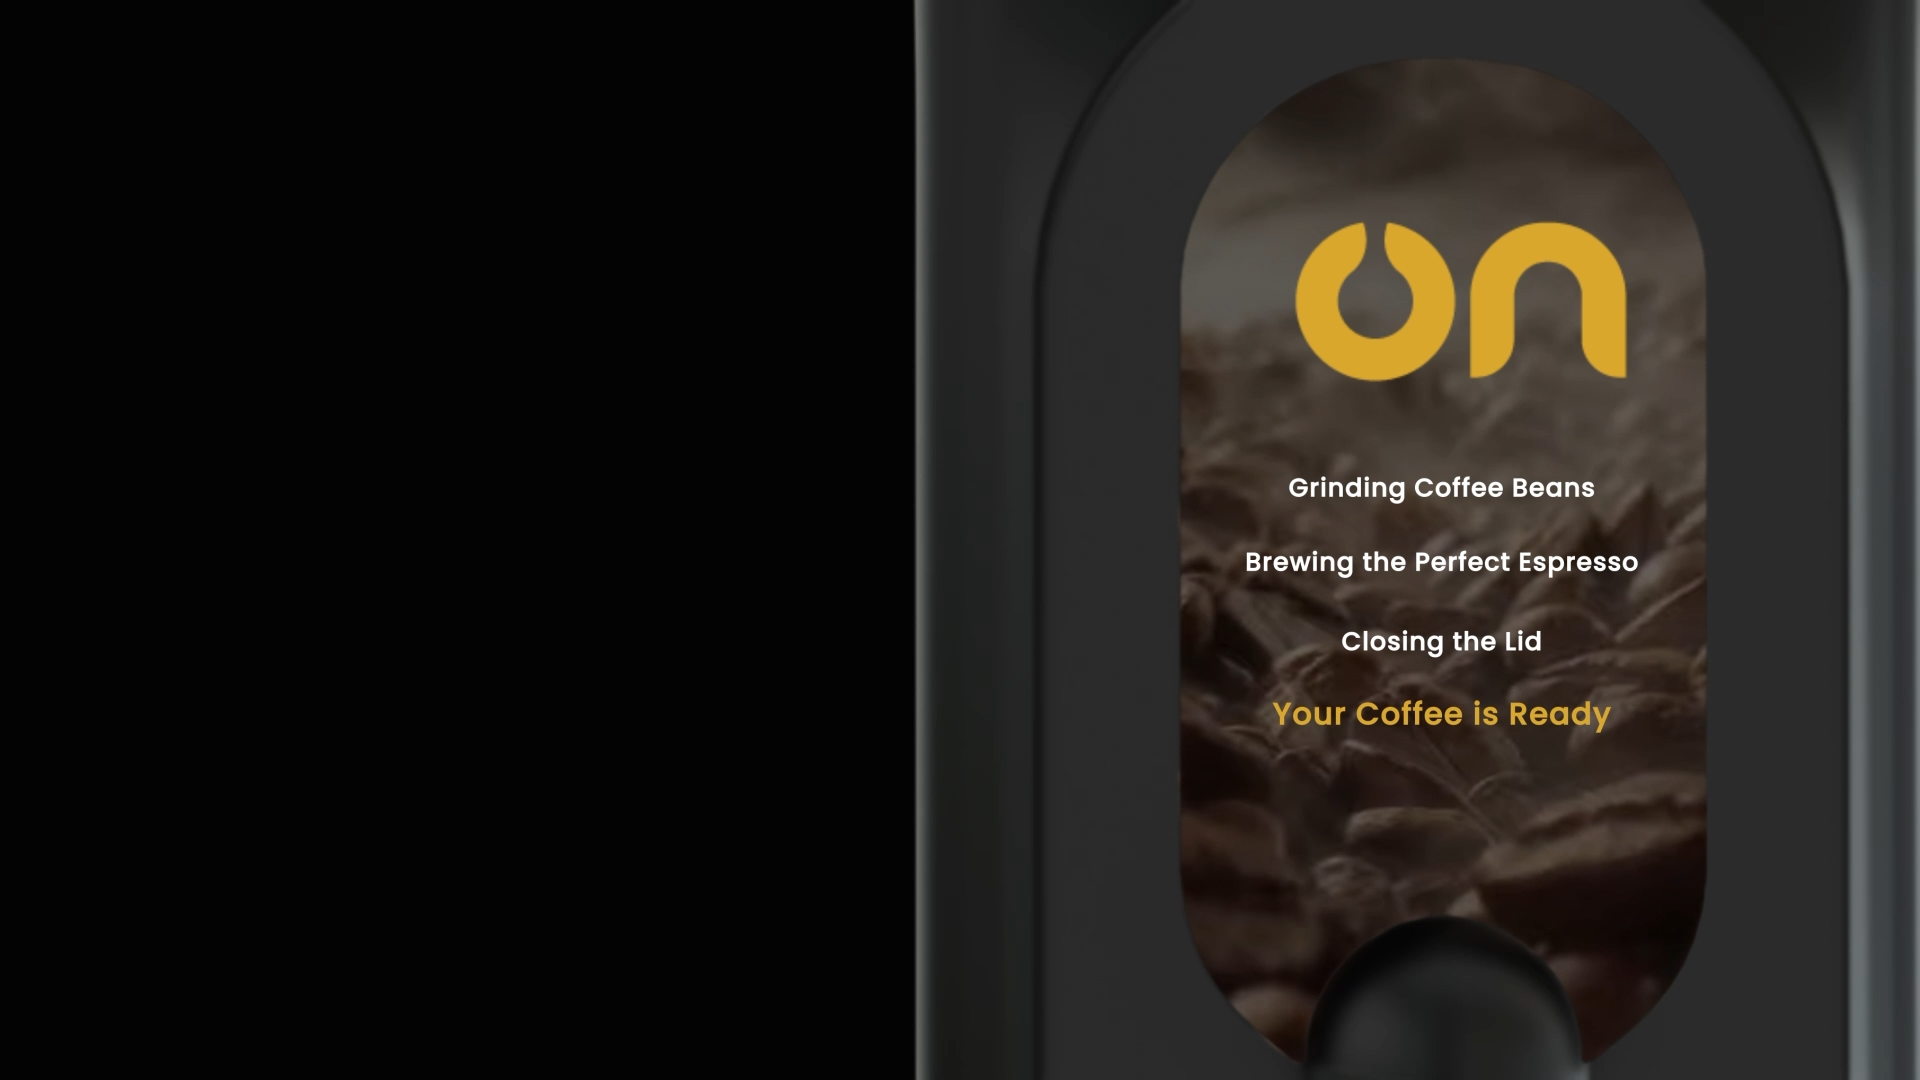 on
Grinding Coffee Beans
Brewing the Perfect Espresso
Closing the Lid
Your Coffee is Ready